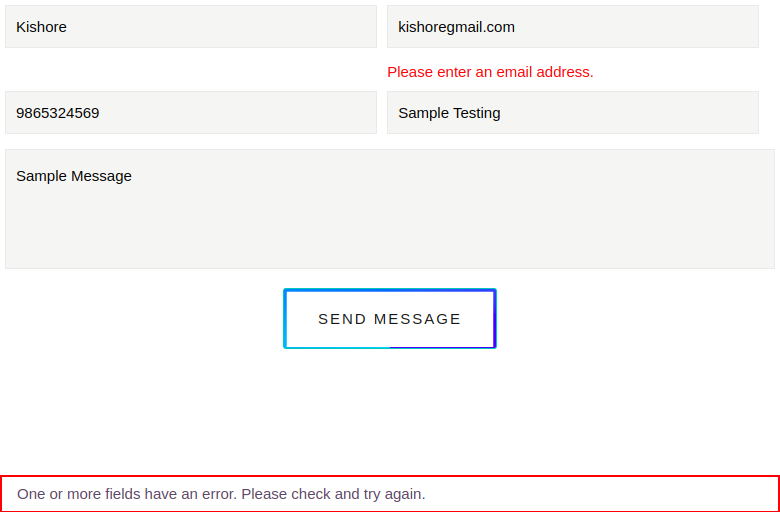 Kishore
kishoregmail.com
Please enter an email address.
9865324569
Sample Testing
Sample Message
SEND MESSAGE
One or more fields have an error. Please check and try again.